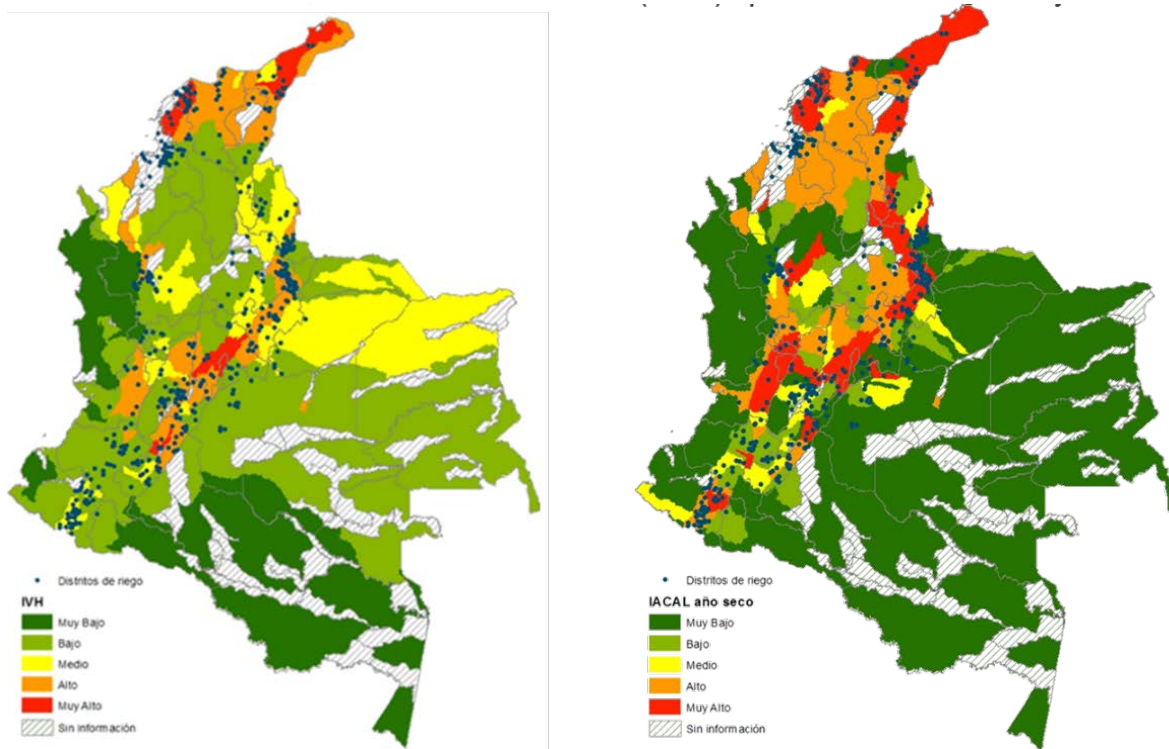 Distritos de riego
IVH
Muy Bajo
Bajo
Medio
Alto
Muy Alto
Sin información
Distritos de riego
IACAL año seco
Muy Bajo
Bajo
Medio
Alto
Muy Alto
Sin información